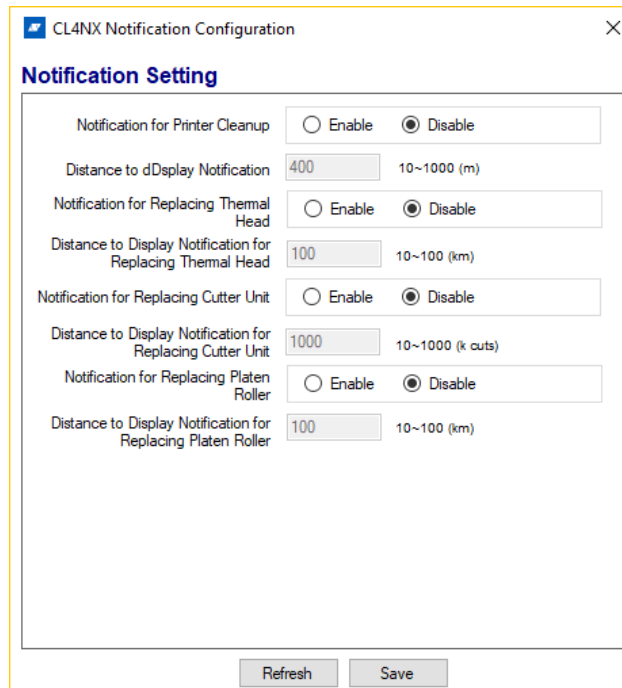 CL4NX Notification Configuration
Notification Setting
Notification for Printer Cleanup Enable Disable
Distance to dDsplay Notification 400 10~1000 (m)
Notification for Replacing Thermal
Head Enable Disable
Distance to Display Notification for
Replacing Thermal Head 100 10~100 (km)
Notification for Replacing Cutter Unit Enable Disable
Distance to Display Notification for
Replacing Cutter Unit 1000 10~1000 (k cuts)
Notification for Replacing Platen
Roller Enable Disable
Distance to Display Notification for
Replacing Platen Roller 100 10~100 (km)
Refresh Save